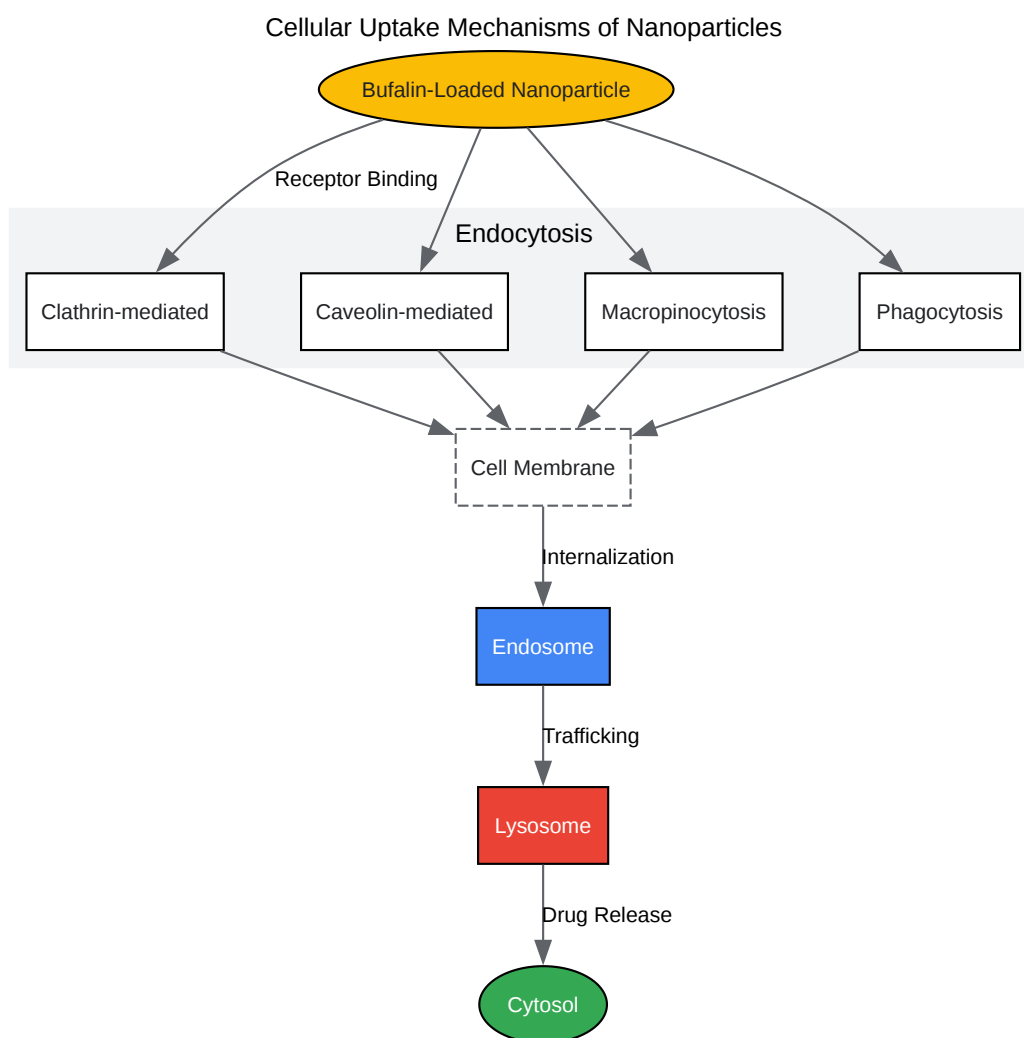 Cellular Uptake Mechanisms of Nanoparticles
Bufalin-Loaded Nanoparticle
Receptor Binding
Endocytosis
Clathrin-mediated
Caveolin-mediated
Macropinocytosis
Phagocytosis
Cell Membrane
Internalization
Endosome
Trafficking
Lysosome
Drug Release
Cytosol